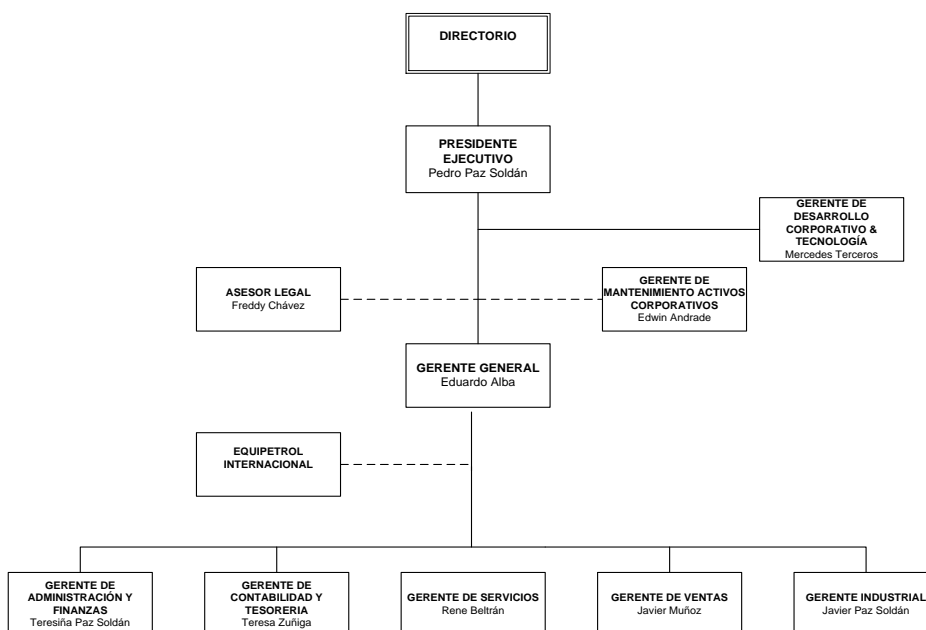 DIRECTORIO
PRESIDENTE
EJECUTIVO
Pedro Paz Soldán
GERENTE DE
DESARROLLO
CORPORATIVO &
TECNOLOGÍA
Mercedes Terceros
ASESOR LEGAL
Freddy Chávez
GERENTE DE
MANTENIMIENTO ACTIVOS
CORPORATIVOS
Edwin Andrade
GERENTE GENERAL
Eduardo Alba
EQUIPETROL
INTERNACIONAL
GERENTE DE
ADMINISTRACIÓN Y
FINANZAS
Teresiña Paz Soldán
GERENTE DE
CONTABILIDAD Y
TESORERIA
Teresa Zuñiga
GERENTE DE SERVICIOS
Rene Beltrán
GERENTE DE VENTAS
Javier Muñoz
GERENTE INDUSTRIAL
Javier Paz Soldán